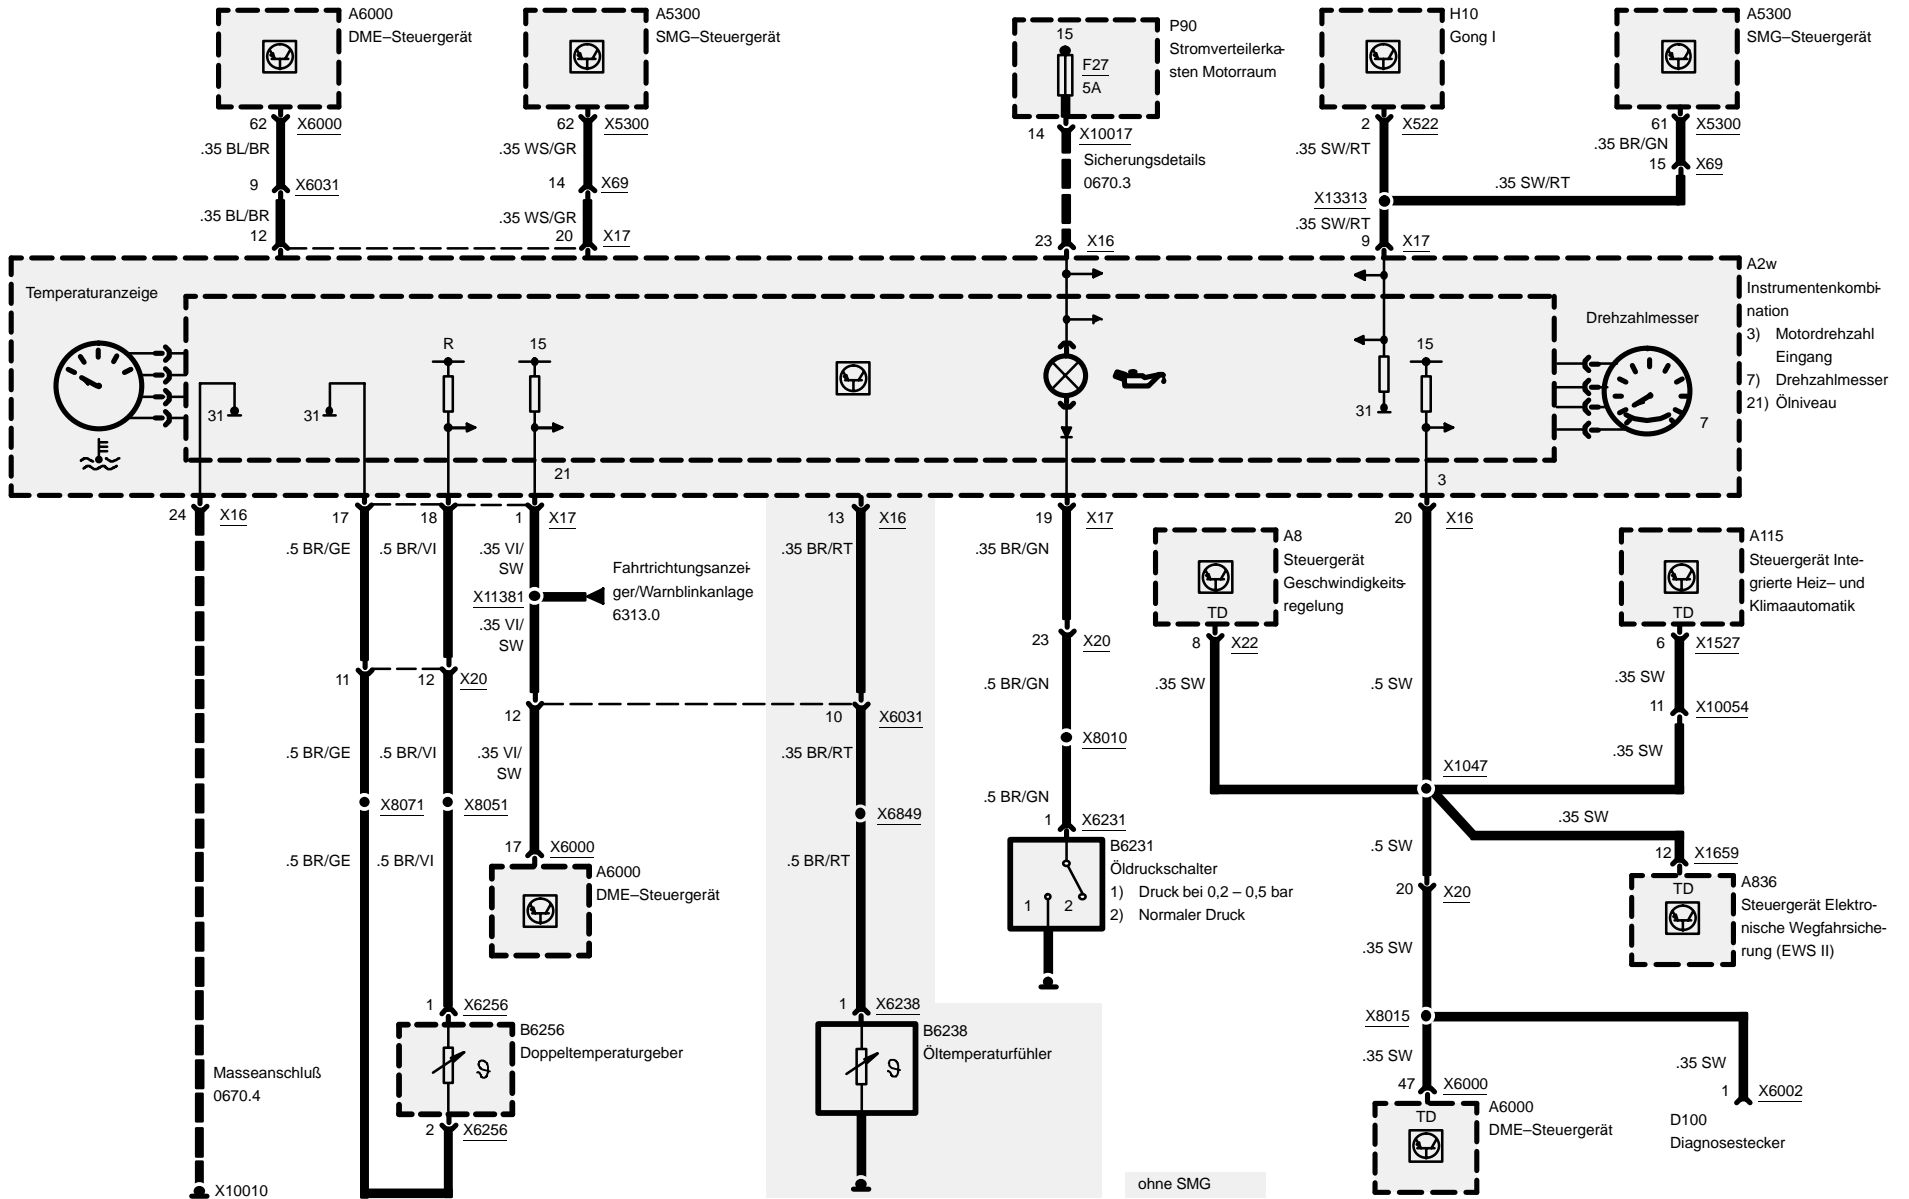 A6000
DME–Steuergerät
A5300
SMG–Steuergerät
P90
Stromverteilerka-
sten Motorraum
15
F27
5A
H10
Gong I
A5300
SMG–Steuergerät
62 X6000
62 X5300
14 X10017
2 X522
61 X5300
.35 BL/BR
.35 WS/GR
Sicherungsdetails
0670.3
.35 SW/RT
.35 BR/GN
15 X69
9 X6031
14 X69
.35 SW/RT
X13313
.35 BL/BR
.35 WS/GR
.35 SW/RT
12
20 X17
23 X16
9 X17
A2w
Instrumentenkombi-
nation
3) Motordrehzahl
Eingang
7) Drehzahlmesser
21) Ölniveau
Temperaturanzeige
Drehzahlmesser
R
15
15
31
31
31
7
21
3
24 X16
17
18
1 X17
13 X16
19 X17
20 X16
.5 BR/GE
.5 BR/VI
.35 VI/
SW
.35 BR/RT
.35 BR/GN
A8
Steuergerät
Geschwindigkeits-
regelung
TD
A115
Steuergerät Inte-
grierte Heiz– und
Klimaautomatik
TD
Fahrtrichtungsanzei-
ger/Warnblinkanlage
6313.0
X11381
.35 VI/
SW
23 X20
8 X22
6 X1527
11
12 X20
.5 BR/GN
.35 SW
.5 SW
.35 SW
12
10 X6031
11 X10054
X8010
.5 BR/GE
.5 BR/VI
.35 VI/
SW
.35 BR/RT
.35 SW
X1047
X8071
X8051
.5 BR/GN
X6849
1 X6231
.35 SW
17 X6000
B6231
Öldruckschalter
1) Druck bei 0,2 – 0,5 bar
2) Normaler Druck
1
2
.5 BR/GE
.5 BR/VI
.5 BR/RT
.5 SW
12 X1659
A6000
DME–Steuergerät
20 X20
TD
A836
Steuergerät Elektro-
nische Wegfahrsiche-
rung (EWS II)
.35 SW
1 X6256
1 X6238
X8015
B6256
Doppeltemperaturgeber
ϑ
B6238
Öltemperaturfühler
ϑ
.35 SW
.35 SW
Masseanschluß
0670.4
47 X6000
1 X6002
TD
A6000
DME–Steuergerät
D100
Diagnosestecker
2 X6256
X10010
ohne SMG